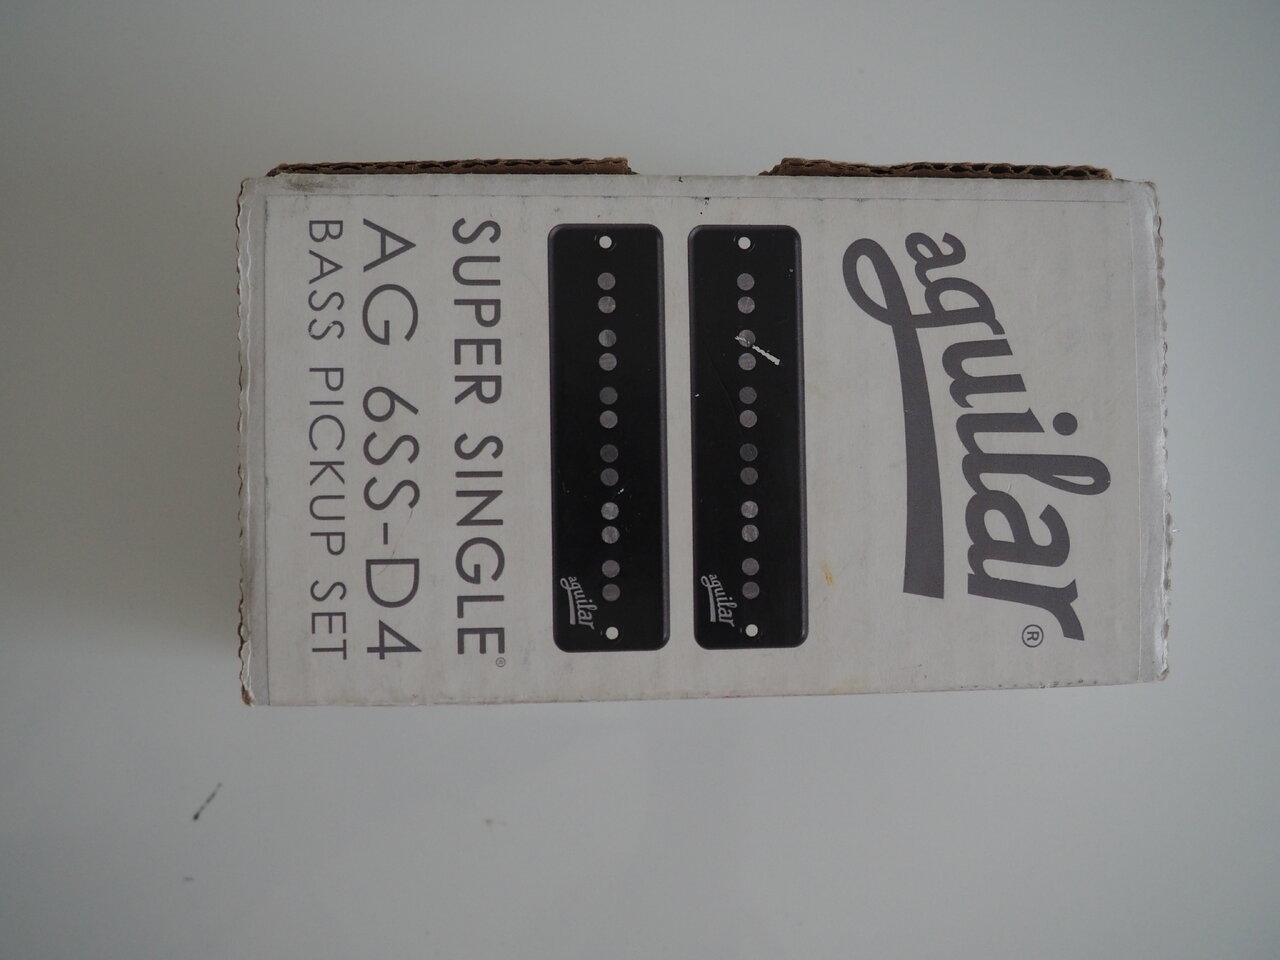 aguilar®
aguilar
aguilar
SUPER SINGLE®
AG 6SS-D4
BASS PICKUP SET